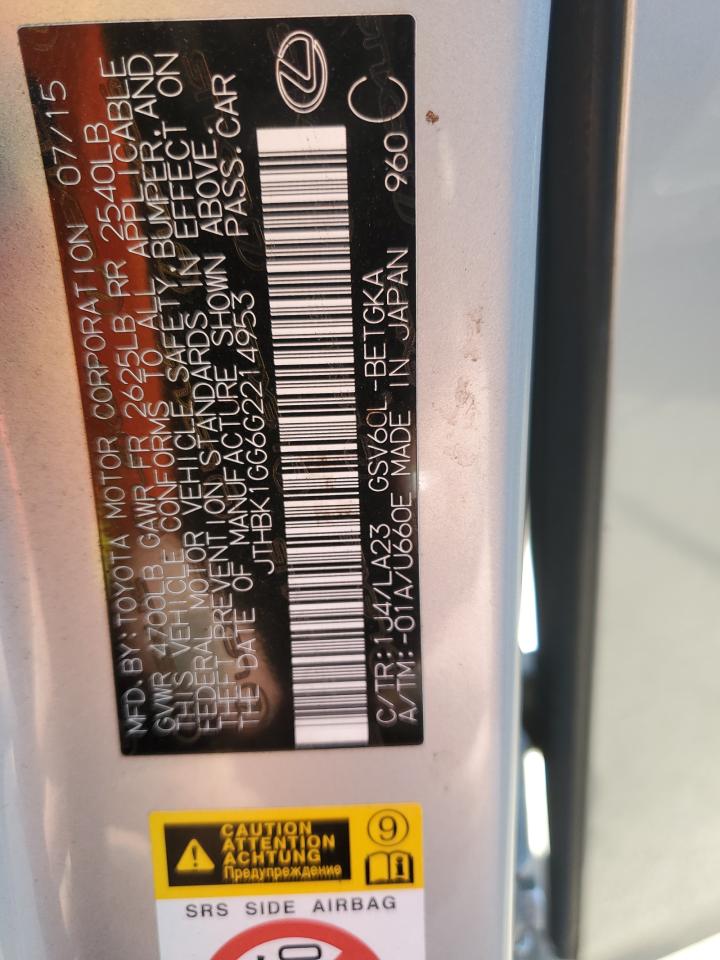 MFD. BY: TOYOTA MOTOR CORPORATION 07/15
GVWR 4700LB GAWR FR 2625LB RR 2540LB
THIS VEHICLE CONFORMS TO ALL APPLICABLE
FEDERAL MOTOR VEHICLE SAFETY, BUMPER, AND
THEFT PREVENTION STANDARDS IN EFFECT ON
THE DATE OF MANUFACTURE SHOWN ABOVE.
JTHBK1GG6G2214953 PASS. CAR
C/TR: 1J4/LA23 GSV60L-BETGKA
A/TM: -01A/U660E MADE IN JAPAN 960 C
CAUTION
ATTENTION
ACHTUNG
Предупреждение
9
i
SRS SIDE AIRBAG